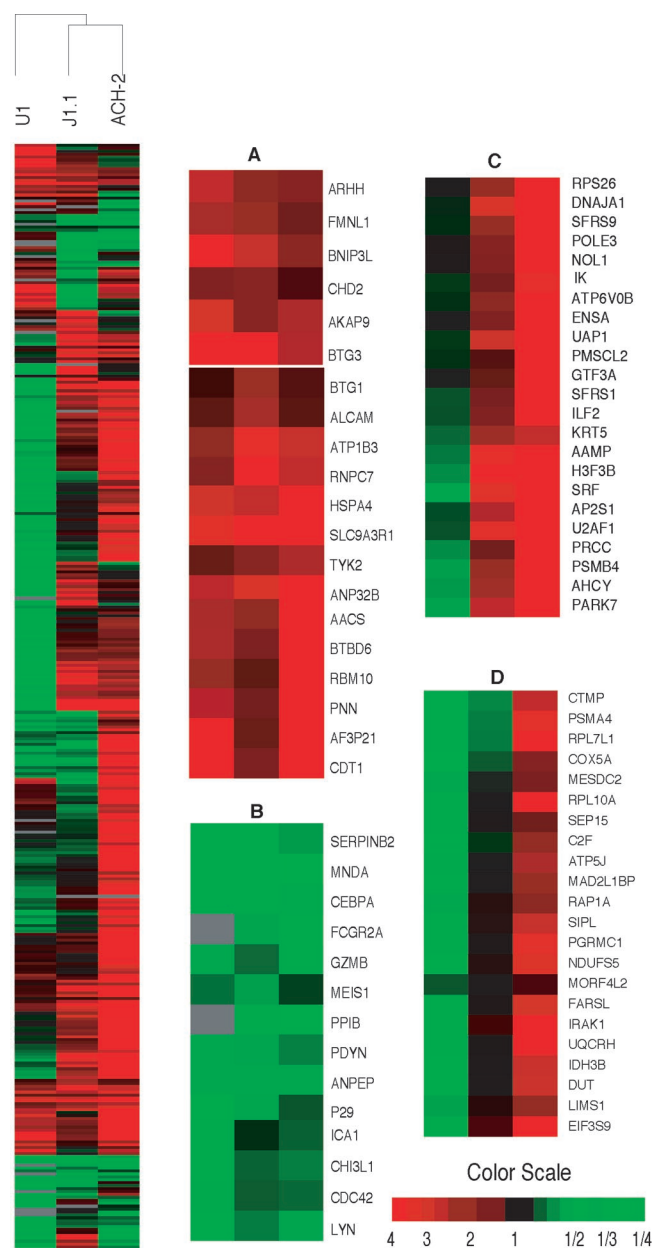 U1
J1.1
ACH-2
A
ARHH
FMNL1
BNIP3L
CHD2
AKAP9
BTG3
BTG1
ALCAM
ATP1B3
RNPC7
HSPA4
SLC9A3R1
TYK2
ANP32B
AACS
BTBD6
RBM10
PNN
AF3P21
CDT1
B
SERPINB2
MNDA
CEBPA
FCGR2A
GZMB
MEIS1
PPIB
PDYN
ANPEP
P29
ICA1
CHI3L1
CDC42
LYN
C
RPS26
DNAJA1
SFRS9
POLE3
NOL1
IK
ATP6V0B
ENSA
UAP1
PMSCL2
GTF3A
SFRS1
ILF2
KRT5
AAMP
H3F3B
SRF
AP2S1
U2AF1
PRCC
PSMB4
AHCY
PARK7
D
CTMP
PSMA4
RPL7L1
COX5A
MESDC2
RPL10A
SEP15
C2F
ATP5J
MAD2L1BP
RAP1A
SIPL
PGRMC1
NDUFS5
MORF4L2
FARSL
IRAK1
UQCRH
IDH3B
DUT
LIMS1
EIF3S9
Color Scale
4 3 2 1 1/2 1/3 1/4